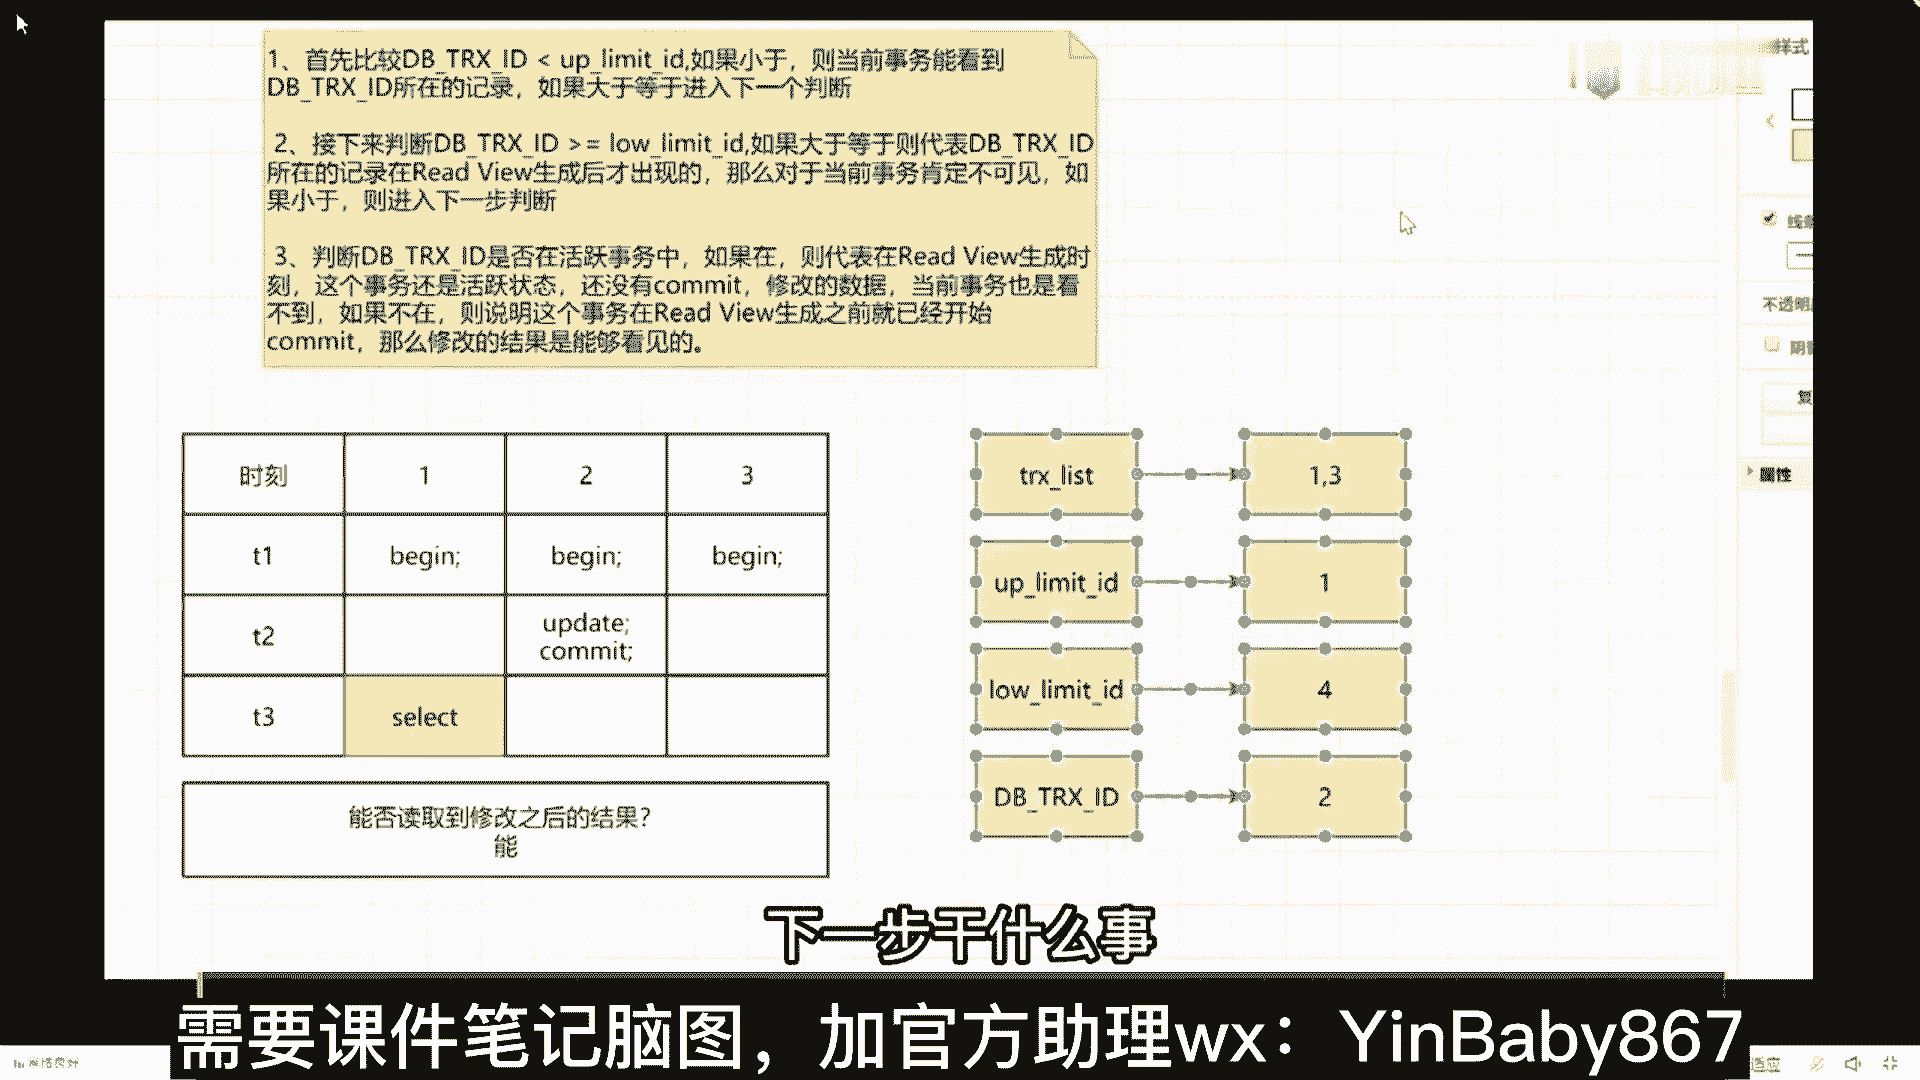 样式
1、首先比较DB_TRX_ID < up_limit_id,如果小于，则当前事务能看到
DB_TRX_ID所在的记录，如果大于等于进入下一个判断
2、接下来判断DB_TRX_ID >= low_limit_id,如果大于等于则代表DB_TRX_ID
所在的记录在Read View生成后才出现的，那么对于当前事务肯定不可见，如
果小于，则进入下一步判断
3、判断DB_TRX_ID是否在活跃事务中，如果在，则代表在Read View生成时
刻，这个事务还是活跃状态，还没有commit，修改的数据，当前事务也是看
不到，如果不在，则说明这个事务在Read View生成之前就已经开始
commit，那么修改的结果是能够看见的。
线条
不透明
阴
复
属性
时刻 1 2 3
t1 begin; begin; begin;
t2 update;
commit;
t3 select
能否读取到修改之后的结果？
能
trx_list 1,3
up_limit_id 1
low_limit_id 4
DB_TRX_ID 2
下一步干什么事
需要课件笔记脑图，加官方助理wx：YinBaby867
适应